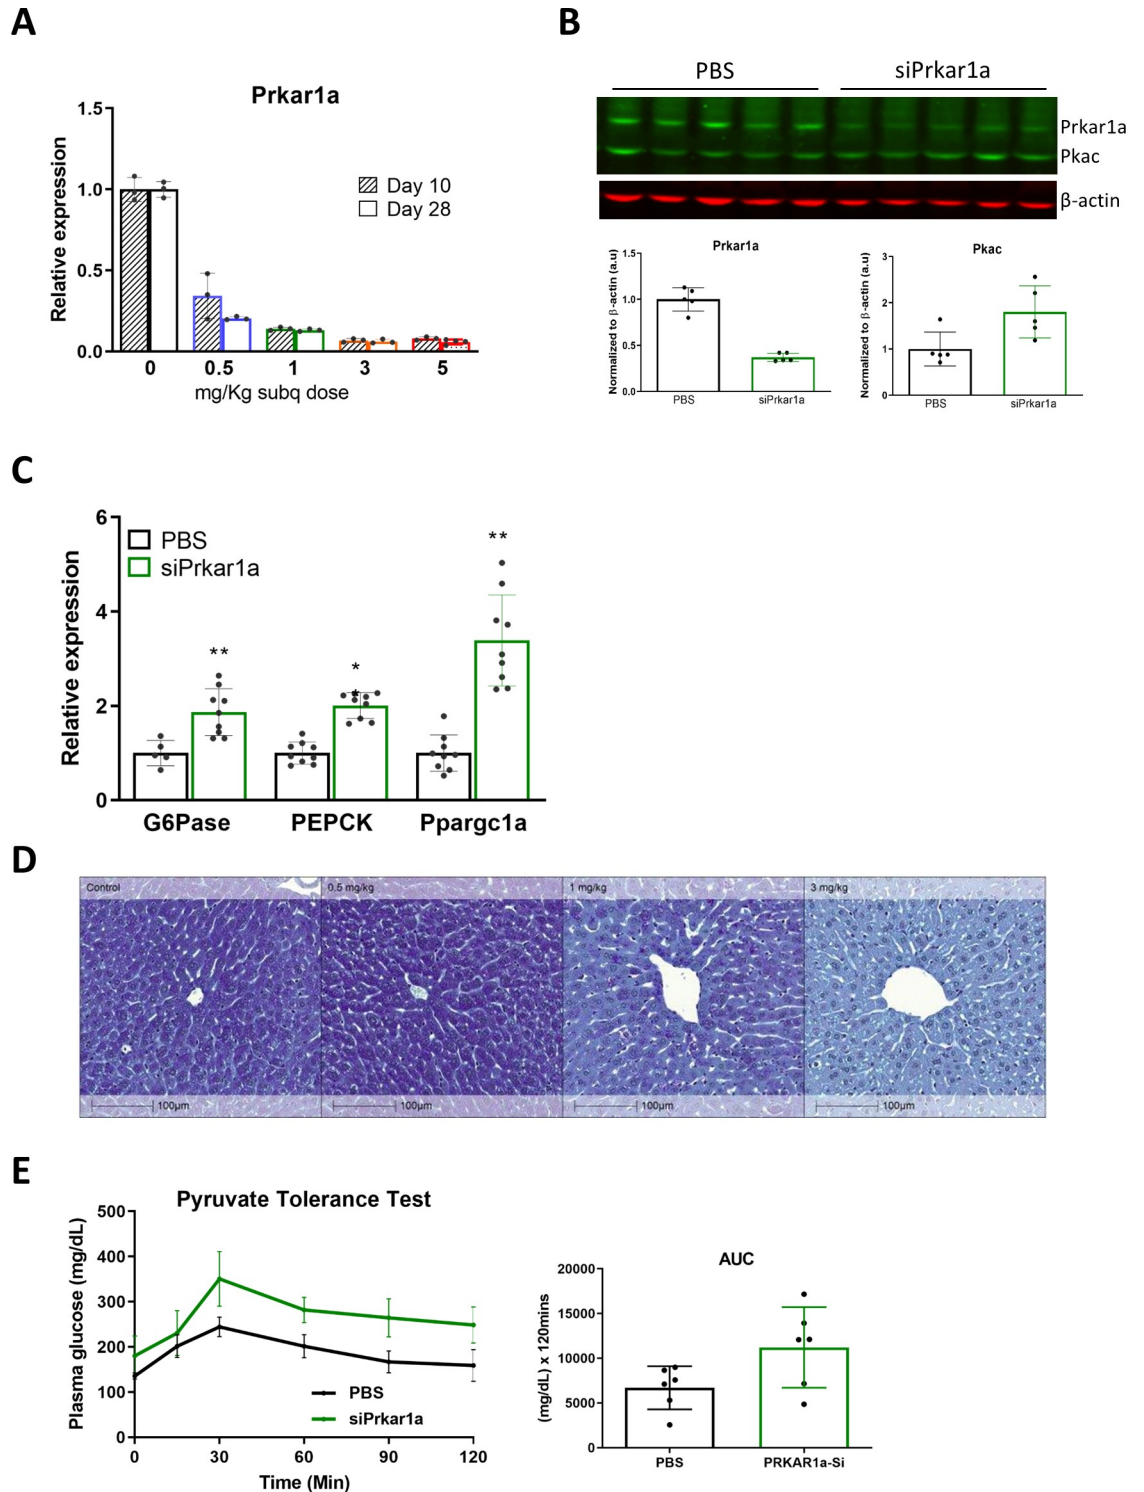 A
Prkar1a
1.5
1.0
0.5
0.0
Relative expression
Day 10
Day 28
0 0.5 1 3 5
mg/Kg subq dose
B
PBS siPrkar1a
Prkar1a
Pkac
β-actin
Prkar1a
Normalized to β-actin (a.u)
1.5
1.0
0.5
0.0
PBS siPrkar1a
Pkac
Normalized to β-actin (a.u)
3
2
1
0
PBS siPrkar1a
C
Relative expression
6
4
2
0
PBS
siPrkar1a
**
*
*
**
G6Pase PEPCK Ppargc1a
D
Control 0.5 mg/kg 1 mg/kg 3 mg/kg
100µm 100µm 100µm 100µm
E
Pyruvate Tolerance Test
Plasma glucose (mg/dL)
500
400
300
200
100
0
PBS
siPrkar1a
0 30 60 90 120
Time (Min)
AUC
(mg/dL) x 120mins
20000
15000
10000
5000
0
PBS PRKAR1a-Si